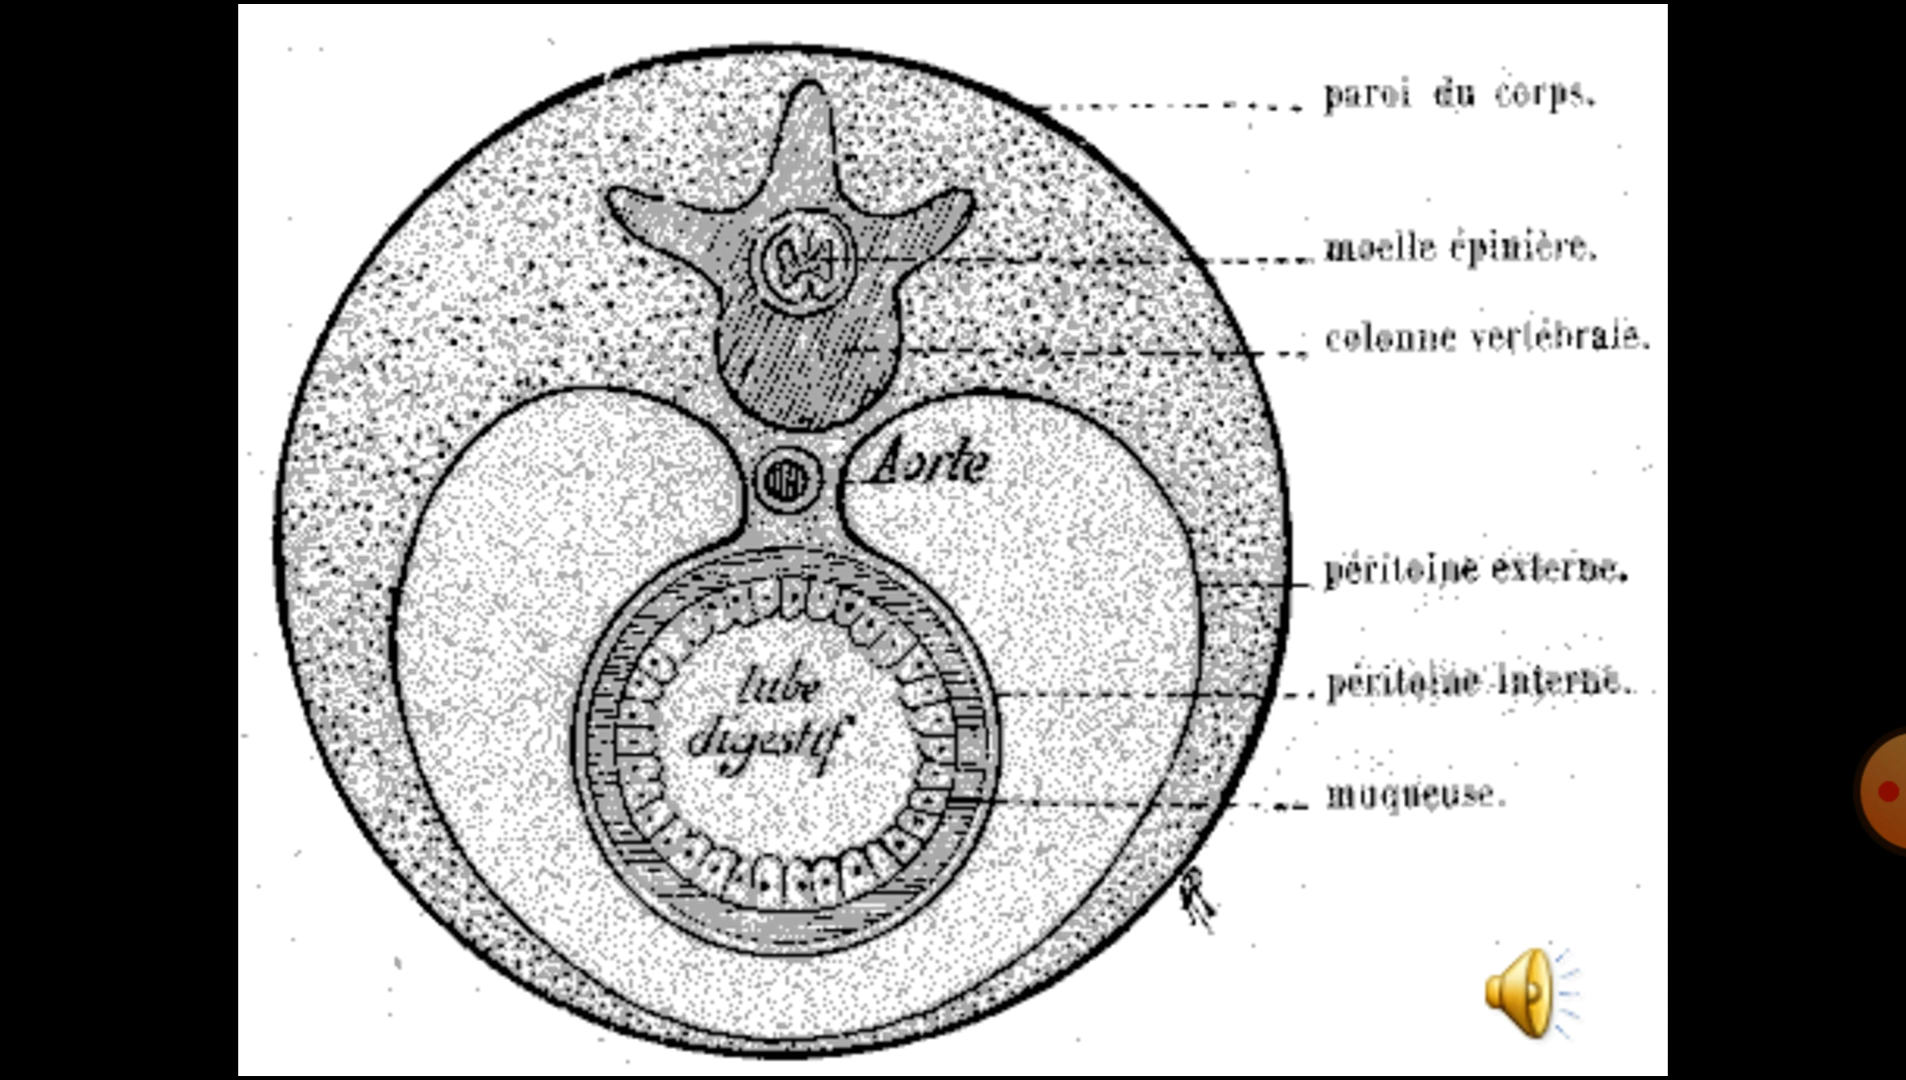 paroi du corps.
moelle épinière.
colonne vertébrale.
Aorte
péritoine externe.
péritoine interne.
tube
digestif
muqueuse.